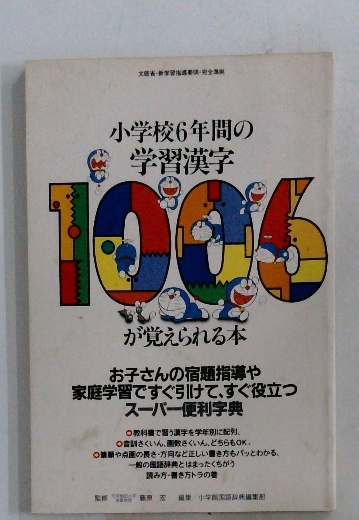 文部省・新学習指導要領・完全準拠
小学校6年間の
学習漢字
1006
が覚えられる本
お子さんの宿題指導や
家庭学習ですぐ引けて、すぐ役立つ
スーパー便利字典
教科書で習う漢字を学年別に配列。
音訓さくいん、画数さくいん、どちらもOK。
筆順や点画の長さ・方向など正しい書き方もパッとわかる、
一般の国語辞典とはまったくちがう
読み方・書き方トラの巻
監修 藤原 宏 編集 小学館国語辞典編集部